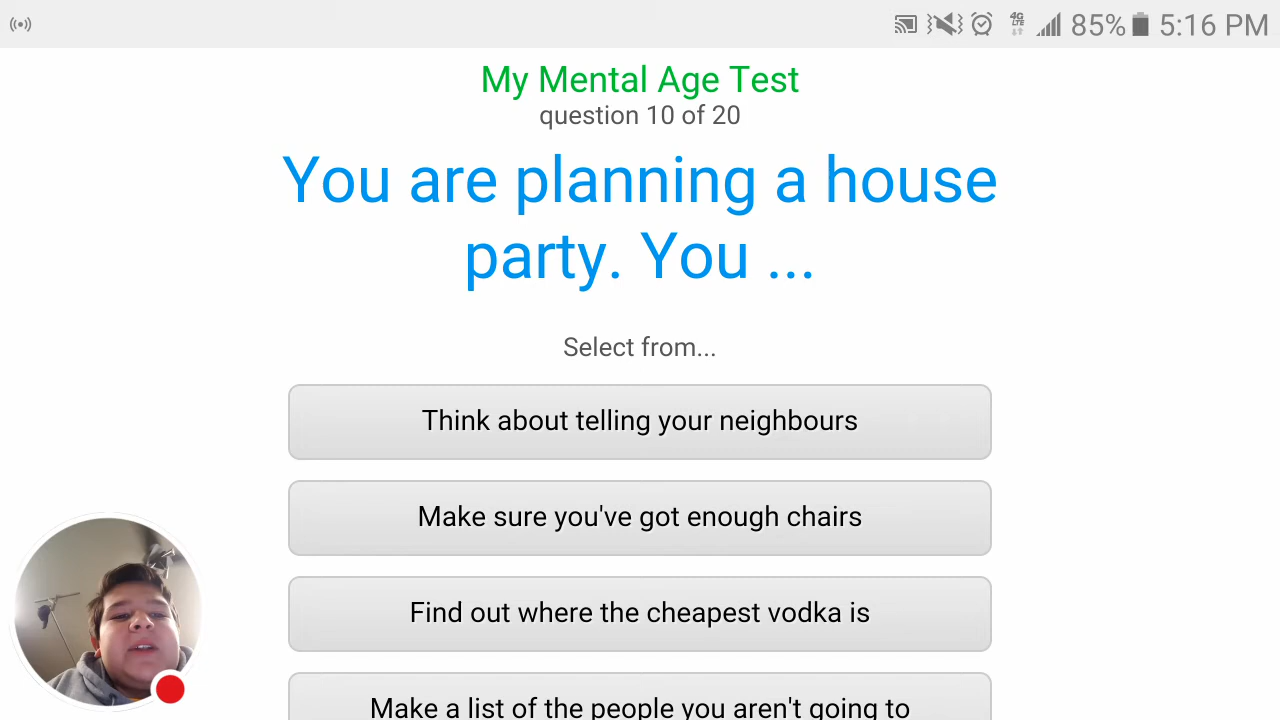 85% 5:16 PM
My Mental Age Test
question 10 of 20
You are planning a house
party. You ...
Select from...
Think about telling your neighbours
Make sure you've got enough chairs
Find out where the cheapest vodka is
Make a list of the people you aren't going to